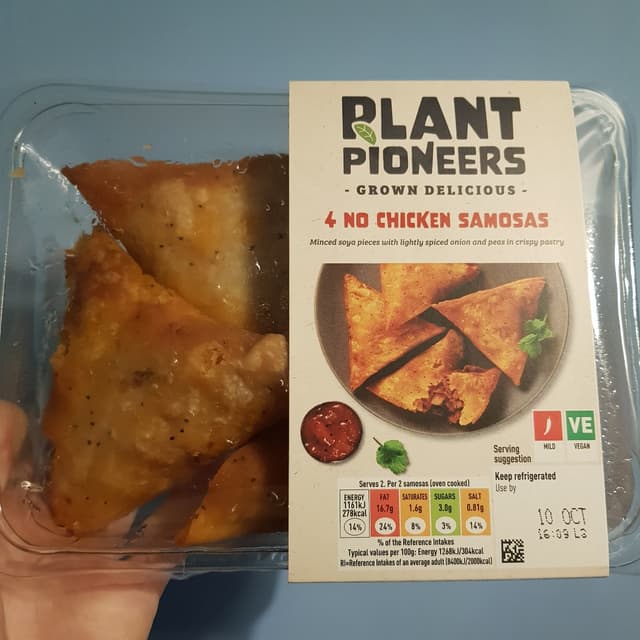 PLANT
PIONEERS
- GROWN DELICIOUS -
4 NO CHICKEN SAMOSAS
Minced soya pieces with lightly spiced onion and peas in crispy pastry
VE
MILD VEGAN
Serving
suggestion
Keep refrigerated
Use by
10 OCT
16:09 L3
Serves 2. Per 2 samosas (oven cooked)
ENERGY FAT SATURATES SUGARS SALT
1161kJ 16.7g 1.6g 3.0g 0.81g
278kcal
14% 24% 8% 3% 14%
% of the Reference Intakes
Typical values per 100g: Energy 1268kJ/304kcal
RI=Reference Intakes of an average adult (8400kJ/2000kcal)